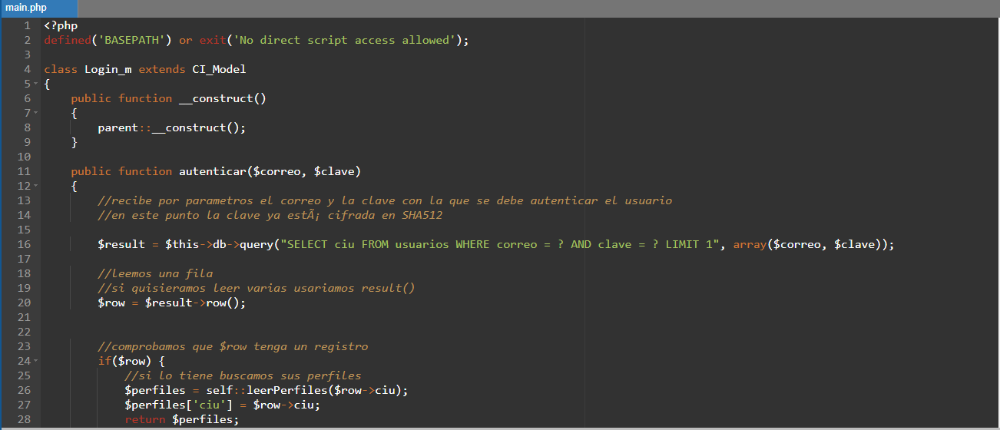 main.php
1 <?php
2 defined('BASEPATH') or exit('No direct script access allowed');
3
4 class Login_m extends CI_Model
5 {
6     public function __construct()
7     {
8         parent::__construct();
9     }
10
11     public function autenticar($correo, $clave)
12     {
13         //recibe por parametros el correo y la clave con la que se debe autenticar el usuario
14         //en este punto la clave ya estÃ¡ cifrada en SHA512
15
16         $result = $this->db->query("SELECT ciu FROM usuarios WHERE correo = ? AND clave = ? LIMIT 1", array($correo, $clave));
17
18         //leemos una fila
19         //si quisieramos leer varias usariamos result()
20         $row = $result->row();
21
22
23         //comprobamos que $row tenga un registro
24         if($row) {
25             //si lo tiene buscamos sus perfiles
26             $perfiles = self::leerPerfiles($row->ciu);
27             $perfiles['ciu'] = $row->ciu;
28             return $perfiles;